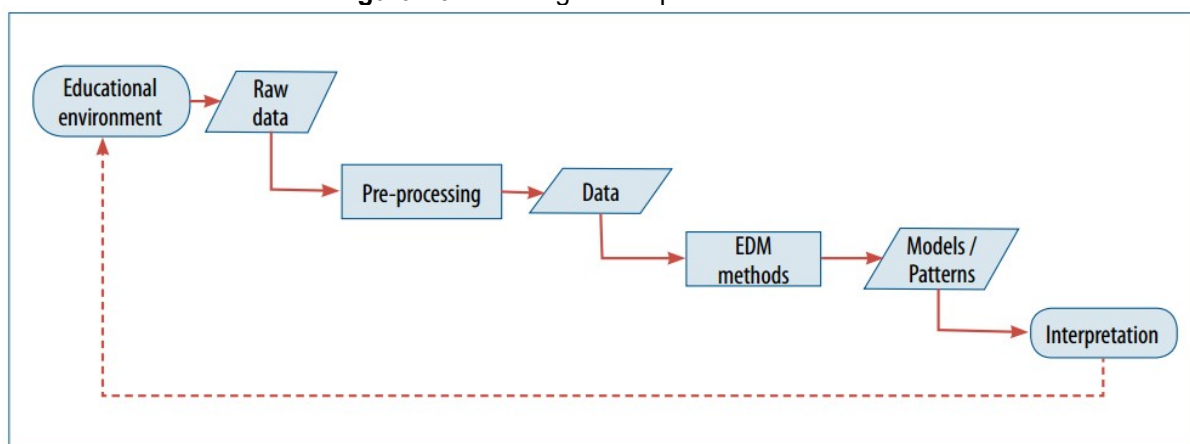 Educational
environment
Raw
data
Pre-processing
Data
EDM
methods
Models /
Patterns
Interpretation